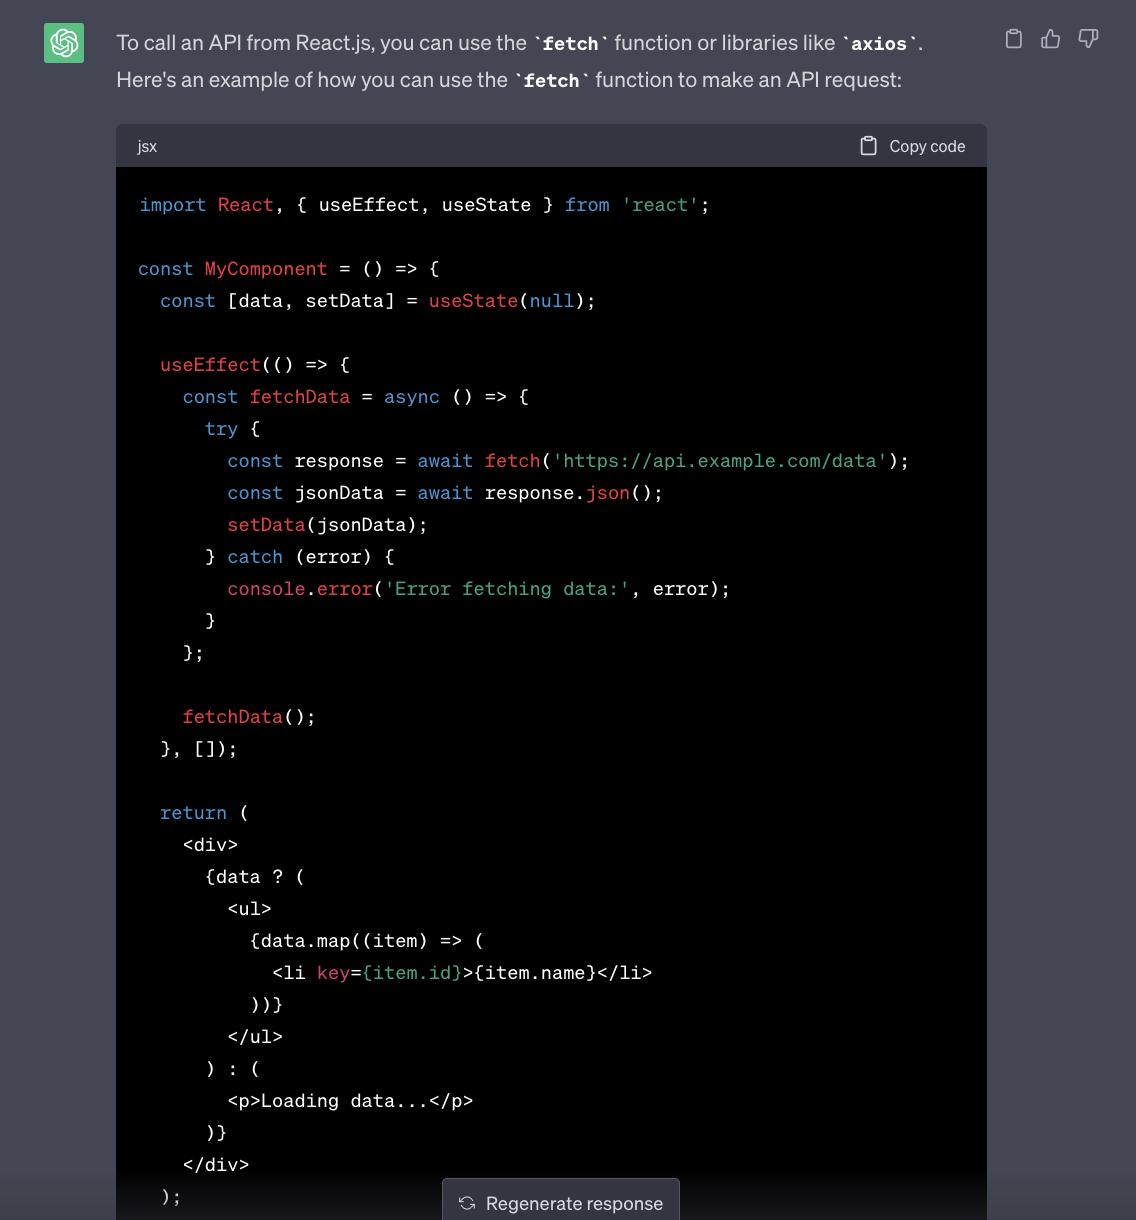 To call an API from React.js, you can use the `fetch` function or libraries like `axios`.
Here's an example of how you can use the `fetch` function to make an API request:
jsx
Copy code
import React, { useEffect, useState } from 'react';
const MyComponent = () => {
  const [data, setData] = useState(null);
  useEffect(() => {
    const fetchData = async () => {
      try {
        const response = await fetch('https://api.example.com/data');
        const jsonData = await response.json();
        setData(jsonData);
      } catch (error) {
        console.error('Error fetching data:', error);
      }
    };
    fetchData();
  }, []);
  return (
    <div>
      {data ? (
        <ul>
          {data.map((item) => (
            <li key={item.id}>{item.name}</li>
          ))}
        </ul>
      ) : (
        <p>Loading data...</p>
      )}
    </div>
  );
Regenerate response